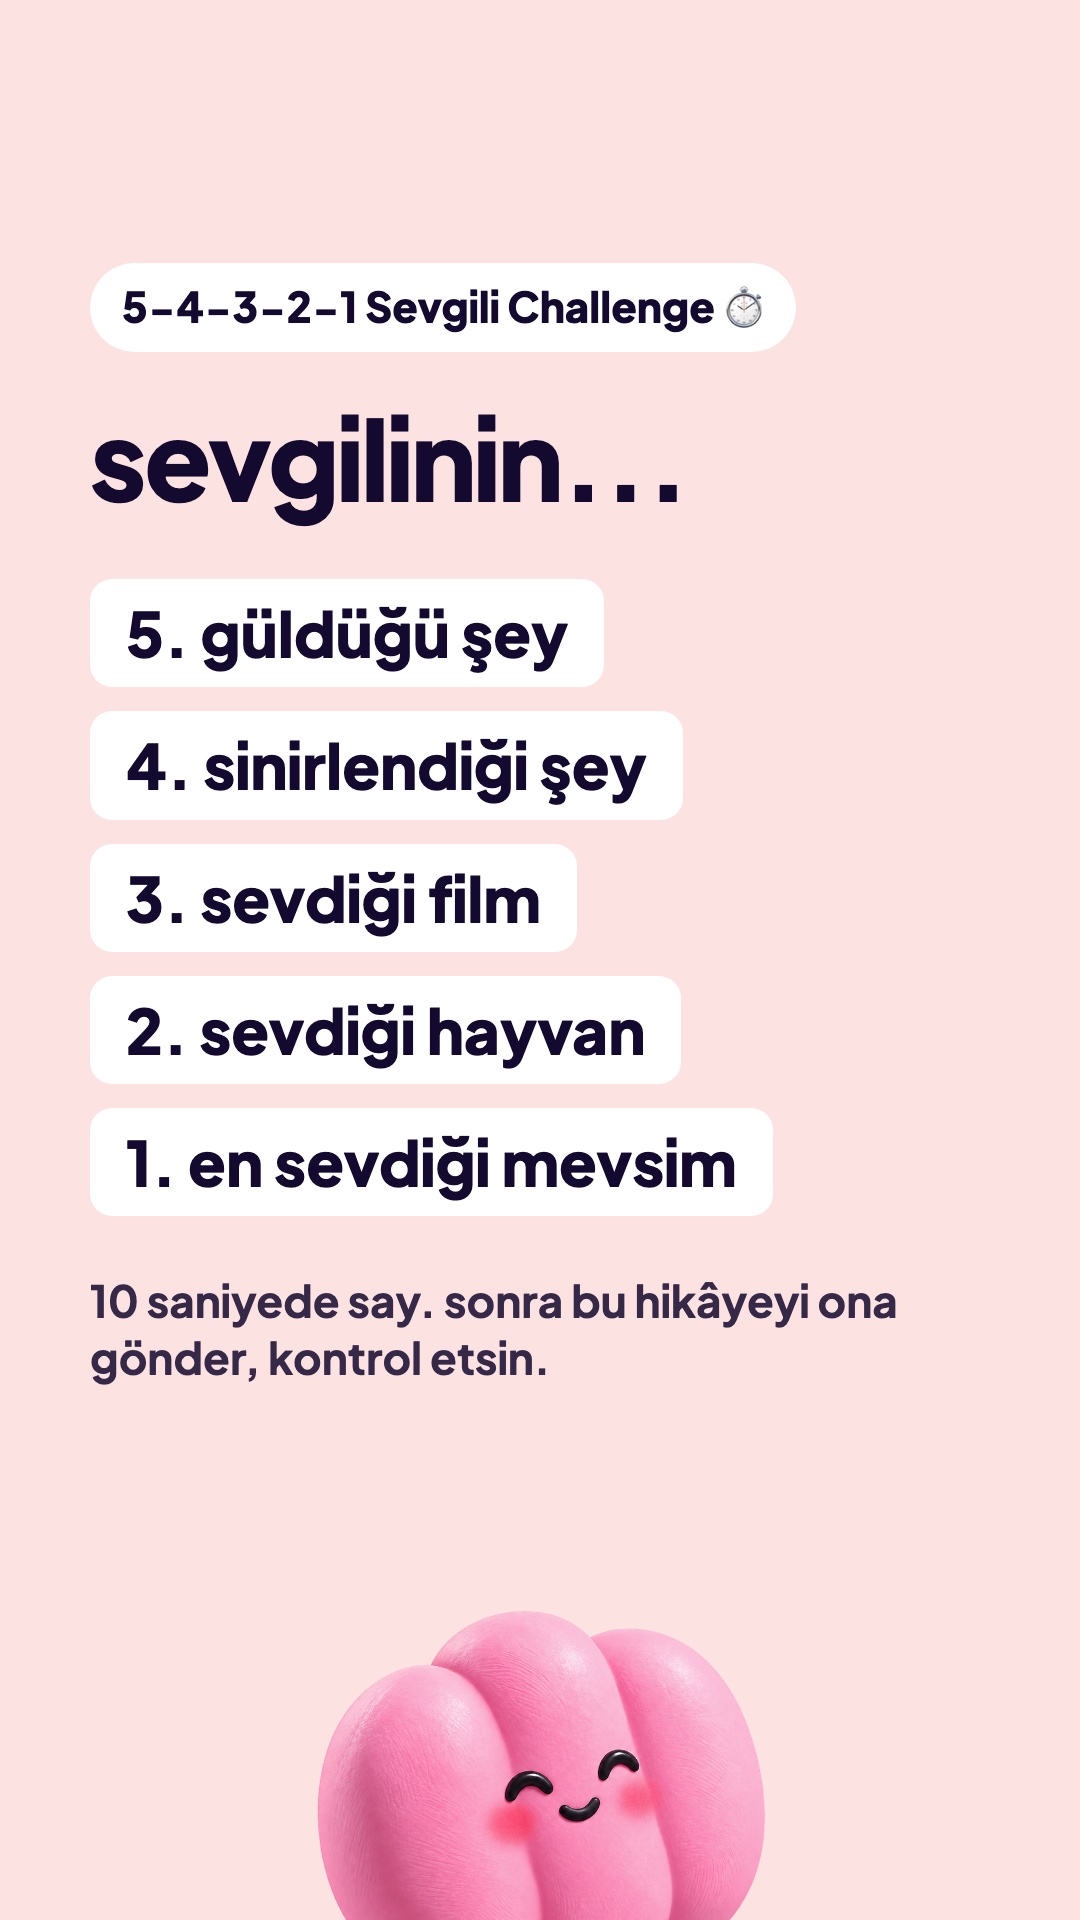 5-4-3-2-1 Sevgili Challenge ⏱️
sevgilinin...
5. güldüğü şey
4. sinirlendiği şey
3. sevdiği film
2. sevdiği hayvan
1. en sevdiği mevsim
10 saniyede say. sonra bu hikâyeyi ona
gönder, kontrol etsin.